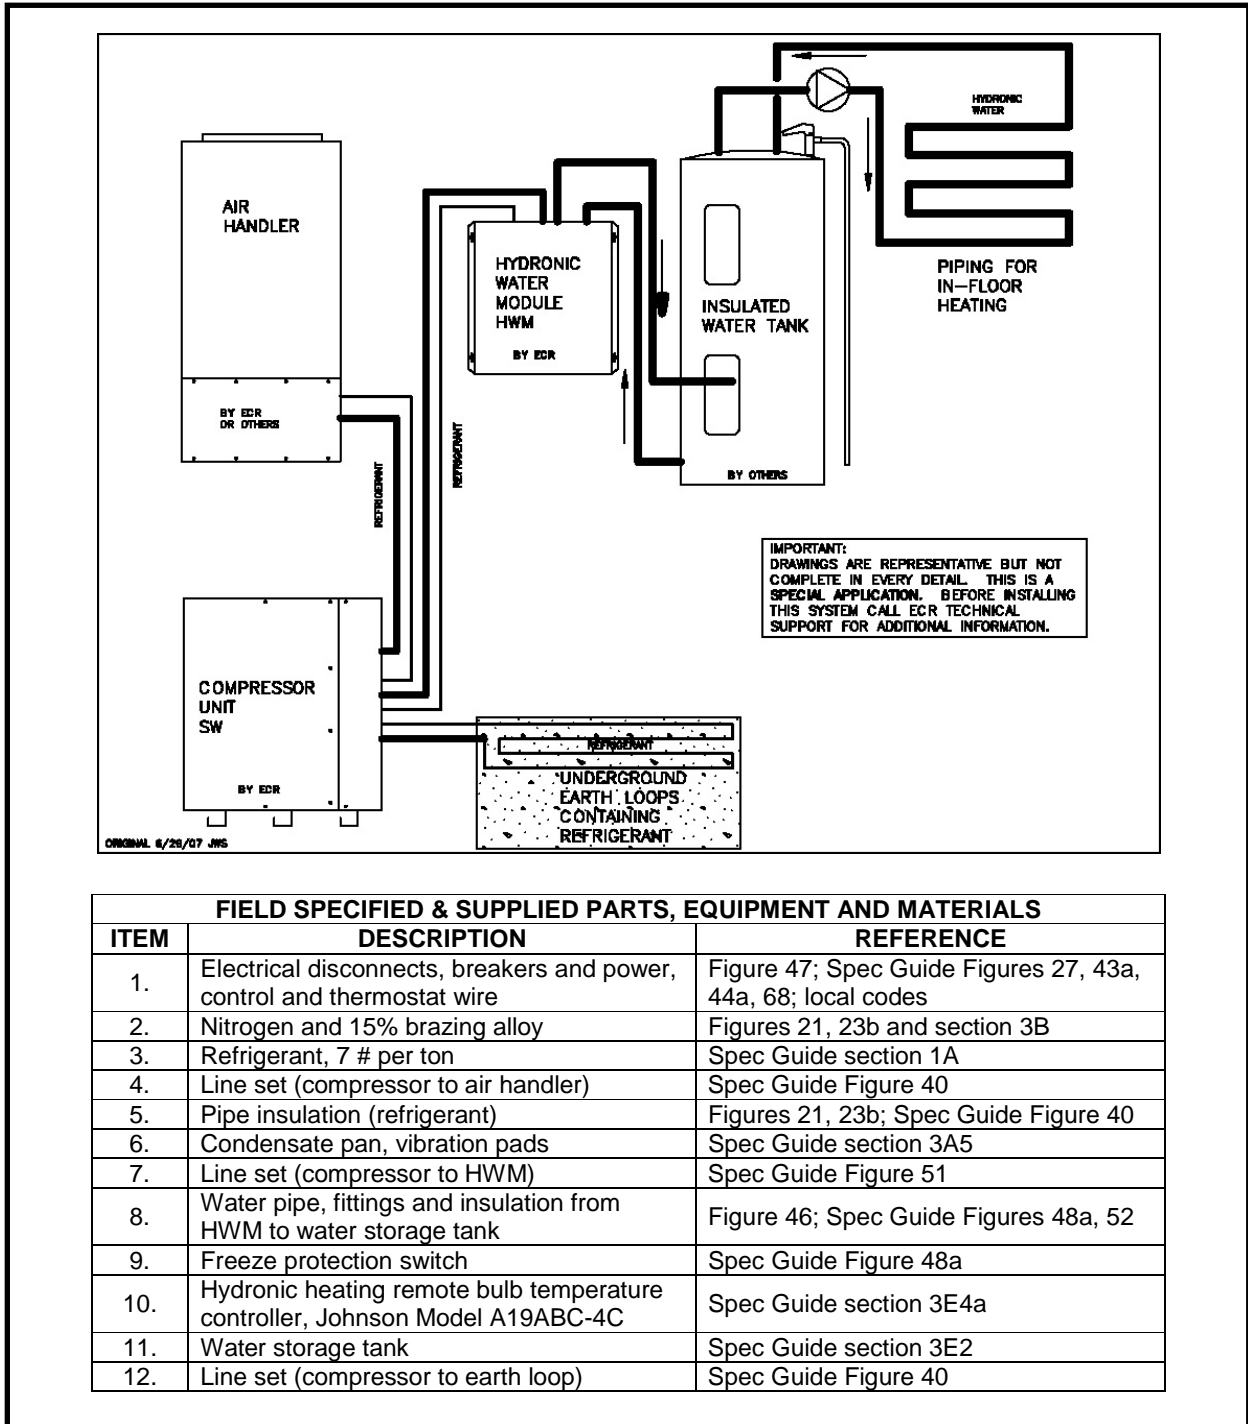 HYDRONIC
WATER
AIR
HANDLER
HYDRONIC
WATER
MODULE
HWM
BY ECR
INSULATED
WATER TANK
PIPING FOR
IN-FLOOR
HEATING
BY ECR
OR OTHERS
REFRIGERANT
REFRIGERANT
BY OTHERS
IMPORTANT:
DRAWINGS ARE REPRESENTATIVE BUT NOT
COMPLETE IN EVERY DETAIL. THIS IS A
SPECIAL APPLICATION. BEFORE INSTALLING
THIS SYSTEM CALL ECR TECHNICAL
SUPPORT FOR ADDITIONAL INFORMATION.
COMPRESSOR
UNIT
SW
BY ECR
REFRIGERANT
UNDERGROUND
EARTH LOOPS
CONTAINING
REFRIGERANT
ORIGINAL 6/29/07 JWS
FIELD SPECIFIED & SUPPLIED PARTS, EQUIPMENT AND MATERIALS
ITEM DESCRIPTION REFERENCE
1. Electrical disconnects, breakers and power, Figure 47; Spec Guide Figures 27, 43a,
control and thermostat wire 44a, 68; local codes
2. Nitrogen and 15% brazing alloy Figures 21, 23b and section 3B
3. Refrigerant, 7 # per ton Spec Guide section 1A
4. Line set (compressor to air handler) Spec Guide Figure 40
5. Pipe insulation (refrigerant) Figures 21, 23b; Spec Guide Figure 40
6. Condensate pan, vibration pads Spec Guide section 3A5
7. Line set (compressor to HWM) Spec Guide Figure 51
8. Water pipe, fittings and insulation from Figure 46; Spec Guide Figures 48a, 52
HWM to water storage tank
9. Freeze protection switch Spec Guide Figure 48a
10. Hydronic heating remote bulb temperature Spec Guide section 3E4a
controller, Johnson Model A19ABC-4C
11. Water storage tank Spec Guide section 3E2
12. Line set (compressor to earth loop) Spec Guide Figure 40